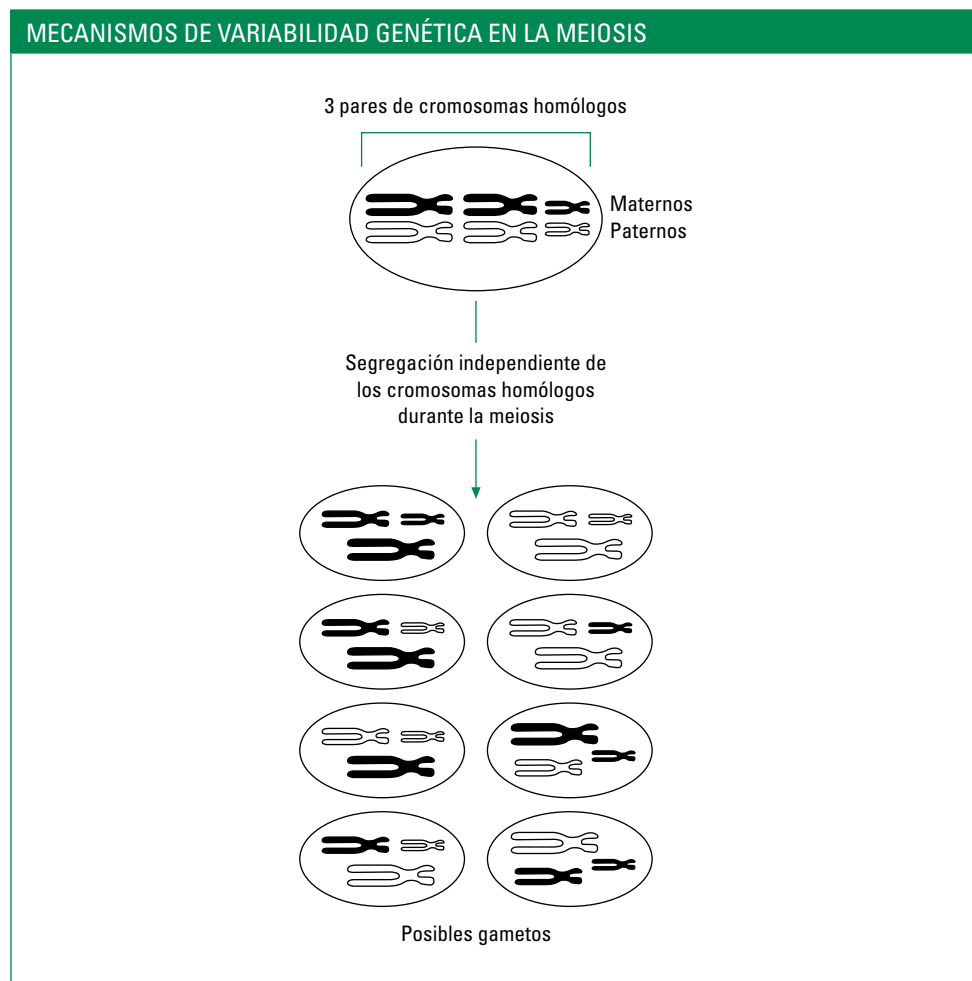 MECANISMOS DE VARIABILIDAD GENÉTICA EN LA MEIOSIS
3 pares de cromosomas homólogos
Maternos
Paternos
Segregación independiente de
los cromosomas homólogos
durante la meiosis
Posibles gametos